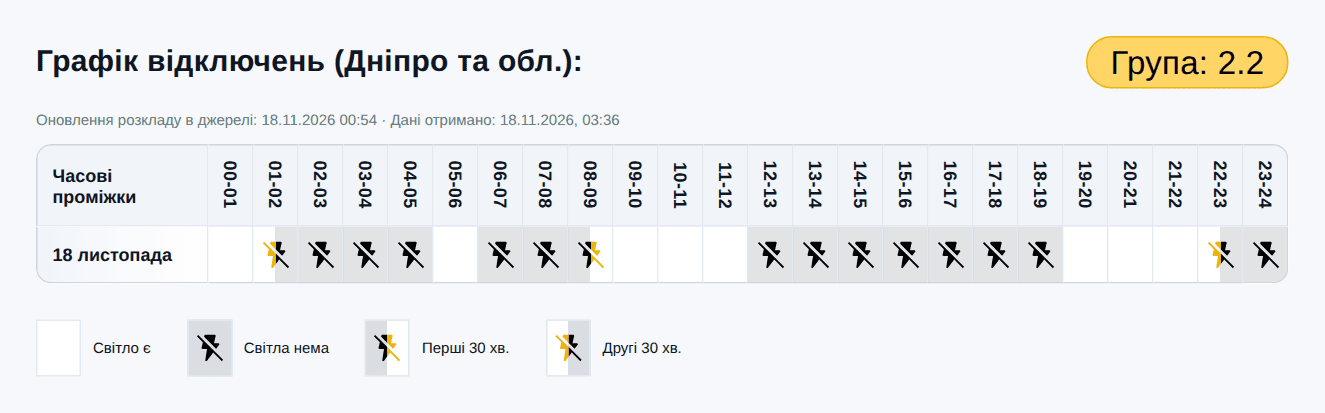 Графік відключень (Дніпро та обл.):
Група: 2.2
Оновлення розкладу в джерелі: 18.11.2026 00:54 · Дані отримано: 18.11.2026, 03:36
Часові
проміжки
00-01
01-02
02-03
03-04
04-05
05-06
06-07
07-08
08-09
09-10
10-11
11-12
12-13
13-14
14-15
15-16
16-17
17-18
18-19
19-20
20-21
21-22
22-23
23-24
18 листопада
Світло є
Світла нема
Перші 30 хв.
Другі 30 хв.